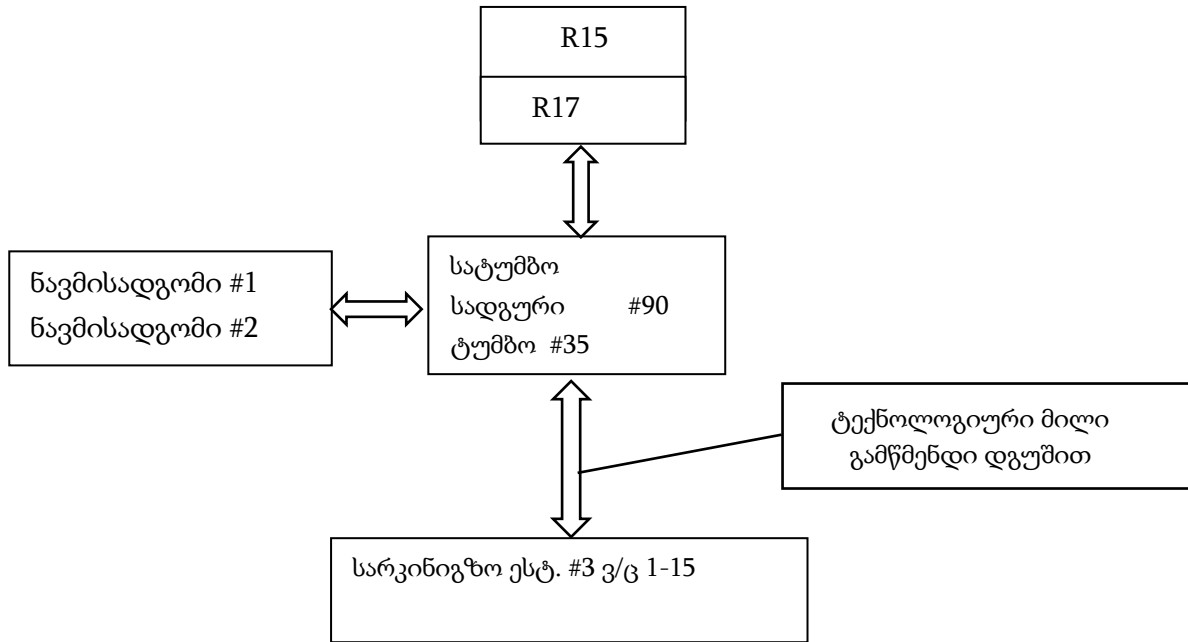 R15
R17
ნავმისადგომი #1
ნავმისადგომი #2
სატუმბო
სადგური #90
ტუმბო #35
ტექნოლოგიური მილი
გამწმენდი დგუშით
სარკინიგზო ესტ. #3 ვ/ც 1-15